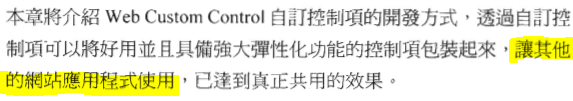 本章將介紹 Web Custom Control 自訂控制項的開發方式，透過自訂控
制項可以將好用並且具備強大彈性化功能的控制項包裝起來，讓其他
的網站應用程式使用，已達到真正共用的效果。